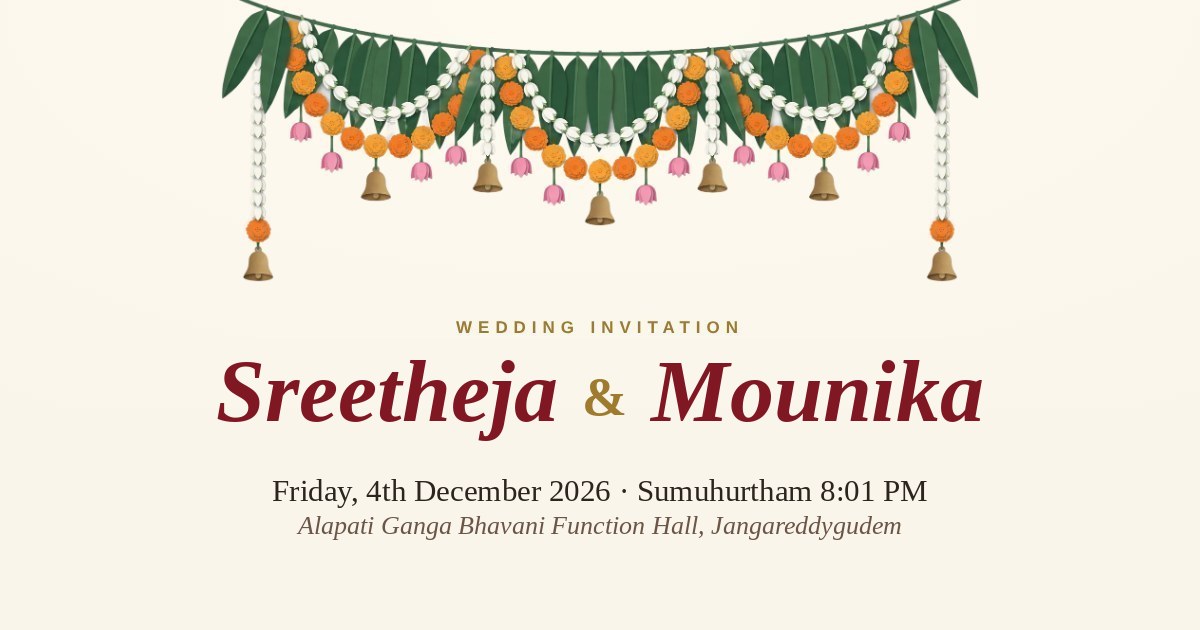 WEDDING INVITATION
Sreetheja & Mounika
Friday, 4th December 2026 · Sumuhurtham 8:01 PM
Alapati Ganga Bhavani Function Hall, Jangareddygudem